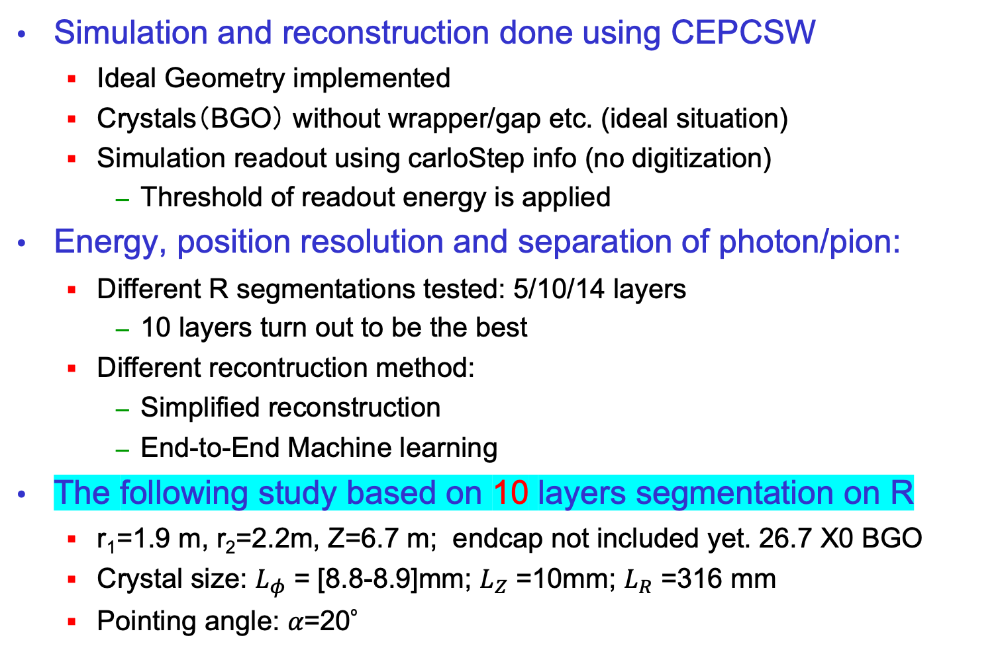 • Simulation and reconstruction done using CEPCSW
▪ Ideal Geometry implemented
▪ Crystals（BGO）without wrapper/gap etc. (ideal situation)
▪ Simulation readout using carloStep info (no digitization)
– Threshold of readout energy is applied
• Energy, position resolution and separation of photon/pion:
▪ Different R segmentations tested: 5/10/14 layers
– 10 layers turn out to be the best
▪ Different recontruction method:
– Simplified reconstruction
– End-to-End Machine learning
• The following study based on 10 layers segmentation on R
▪ r₁=1.9 m, r₂=2.2m, Z=6.7 m; endcap not included yet. 26.7 X0 BGO
▪ Crystal size: L_ϕ = [8.8-8.9]mm; L_Z =10mm; L_R =316 mm
▪ Pointing angle: α=20°